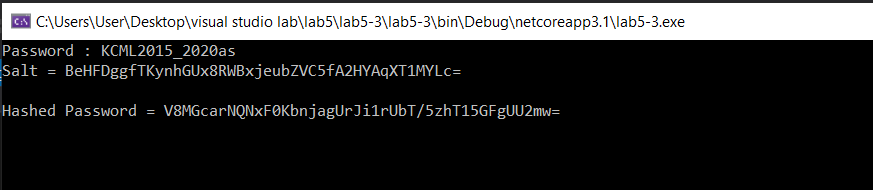 C:\Users\User\Desktop\visual studio lab\lab5\lab5-3\lab5-3\bin\Debug\netcoreapp3.1\lab5-3.exe
Password : KCML2015_2020as
Salt = BeHFDggfTKynhGUx8RWBxjeubZVC5fA2HYAqXT1MYLc=
Hashed Password = V8MGcarNQNxF0KbnjagUrJi1rUbT/5zhT15GFgUU2mw=